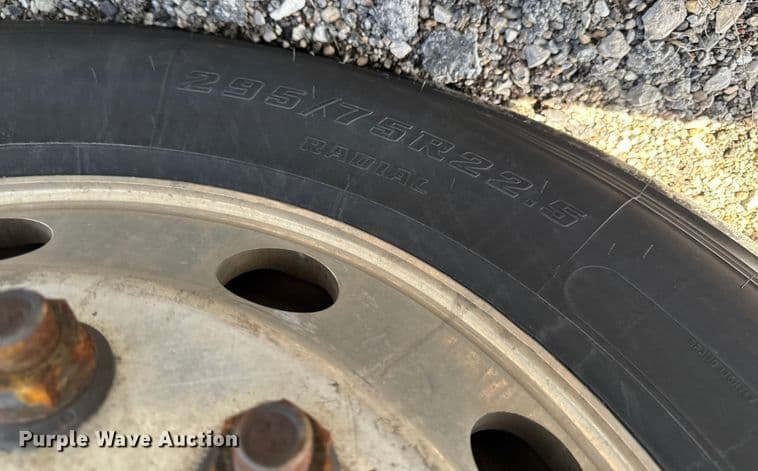 295/75R22.5
RADIAL
Purple Wave Auction